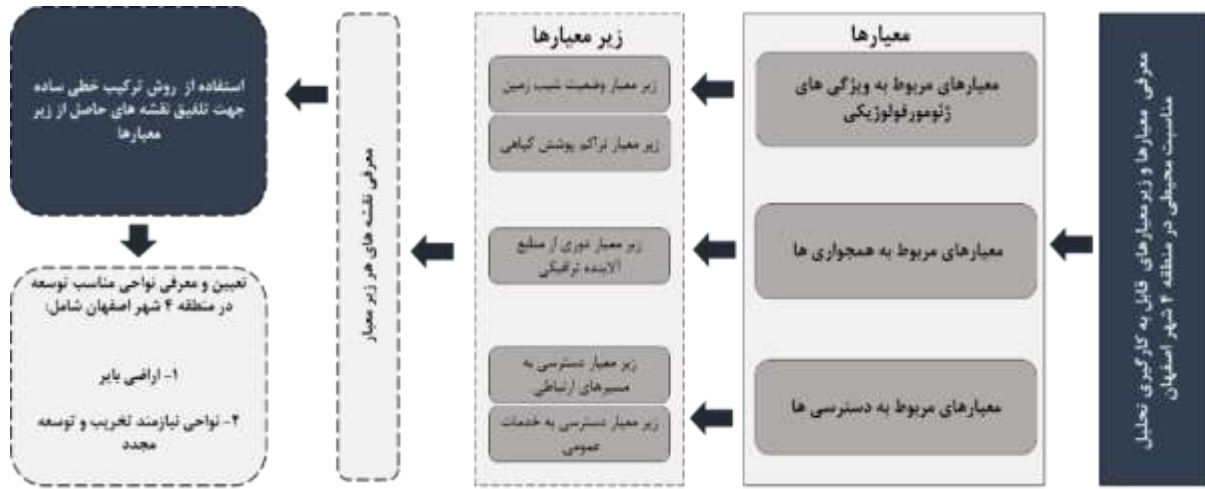 معرفی معیارها و زیرمعیارهای قابل به کارگیری تحلیل
مناسبت محیطی در منطقه ۴ شهر اصفهان
معیارها
معیارهای مربوط به ویژگی های
ژئومورفولوژیکی
معیارهای مربوط به همجواری ها
معیارهای مربوط به دسترسی ها
زیر معیارها
زیر معیار وضعیت شیب زمین
زیر معیار تراکم پوشش گیاهی
زیر معیار دوری از منابع
آلاینده ترافیکی
زیر معیار دسترسی به
مسیرهای ارتباطی
زیر معیار دسترسی به خدمات
عمومی
معرفی نقشه های هر زیر معیار
استفاده از روش ترکیب خطی ساده
جهت تلفیق نقشه های حاصل از زیر
معیارها
تعیین و معرفی نواحی مناسب توسعه
در منطقه ۴ شهر اصفهان شامل:
۱- اراضی بایر
۲- نواحی نیازمند تخریب و توسعه
مجدد